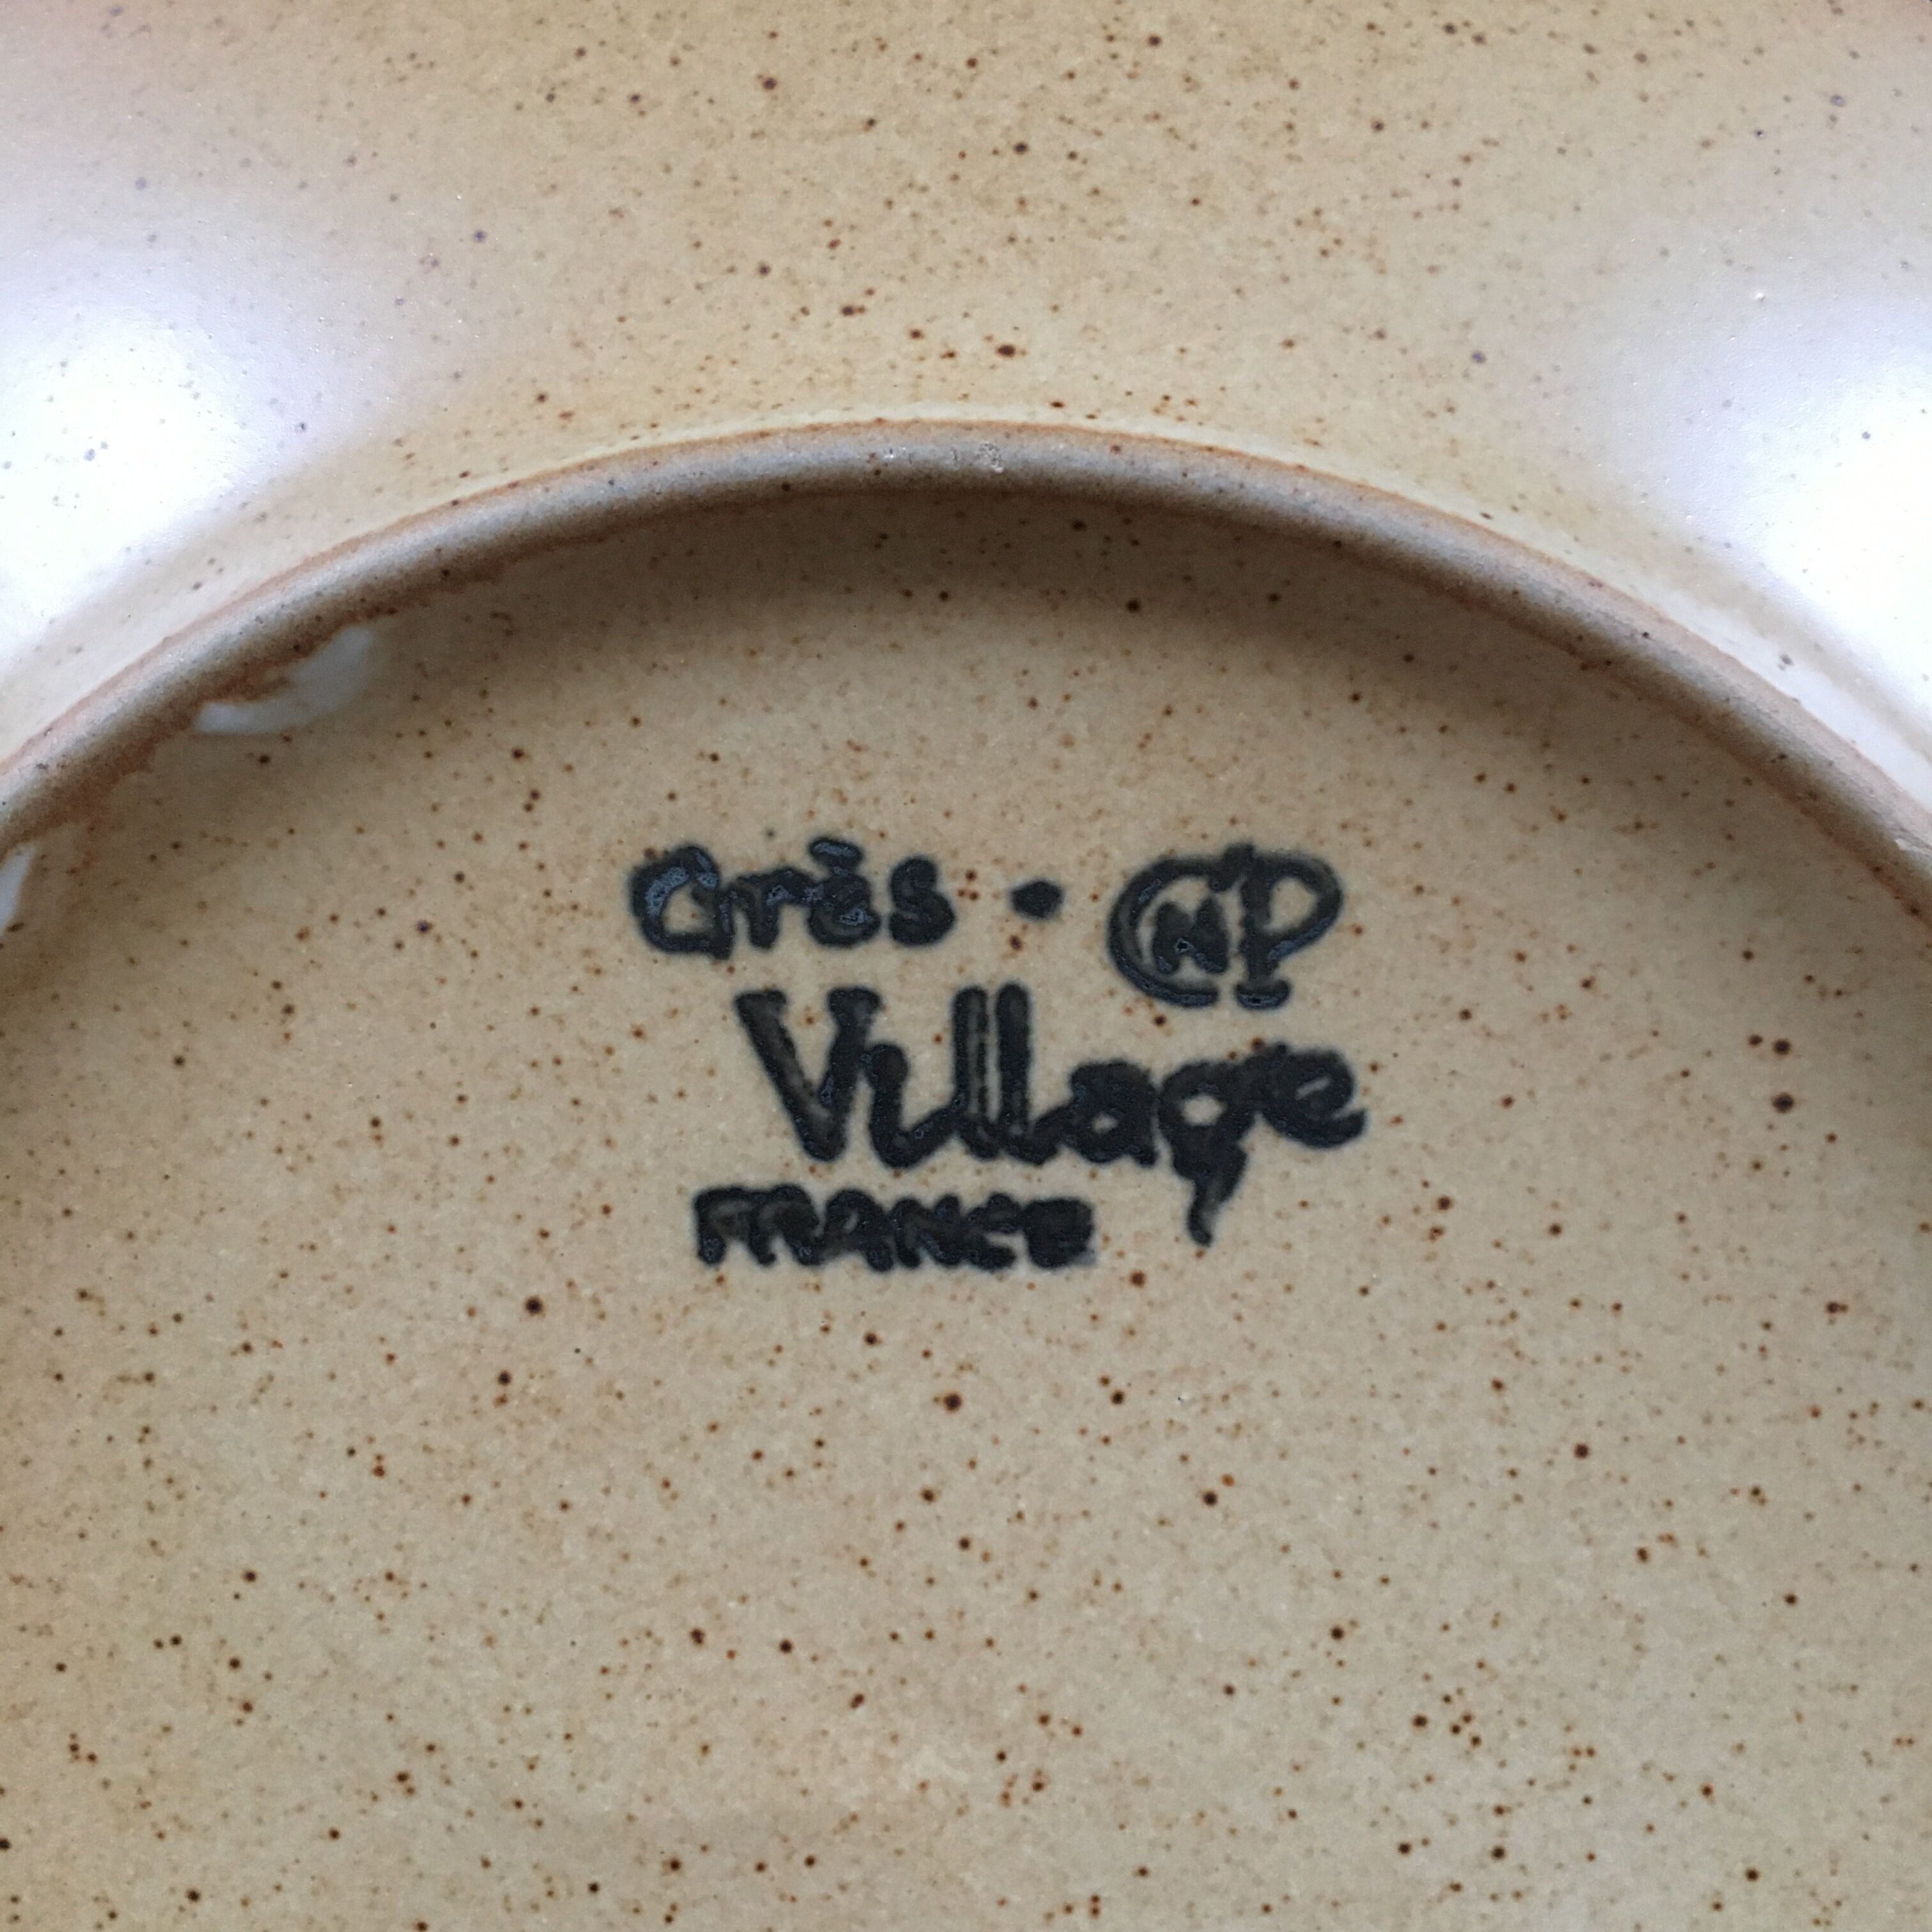 Grès - CNP
Village
FRANCE